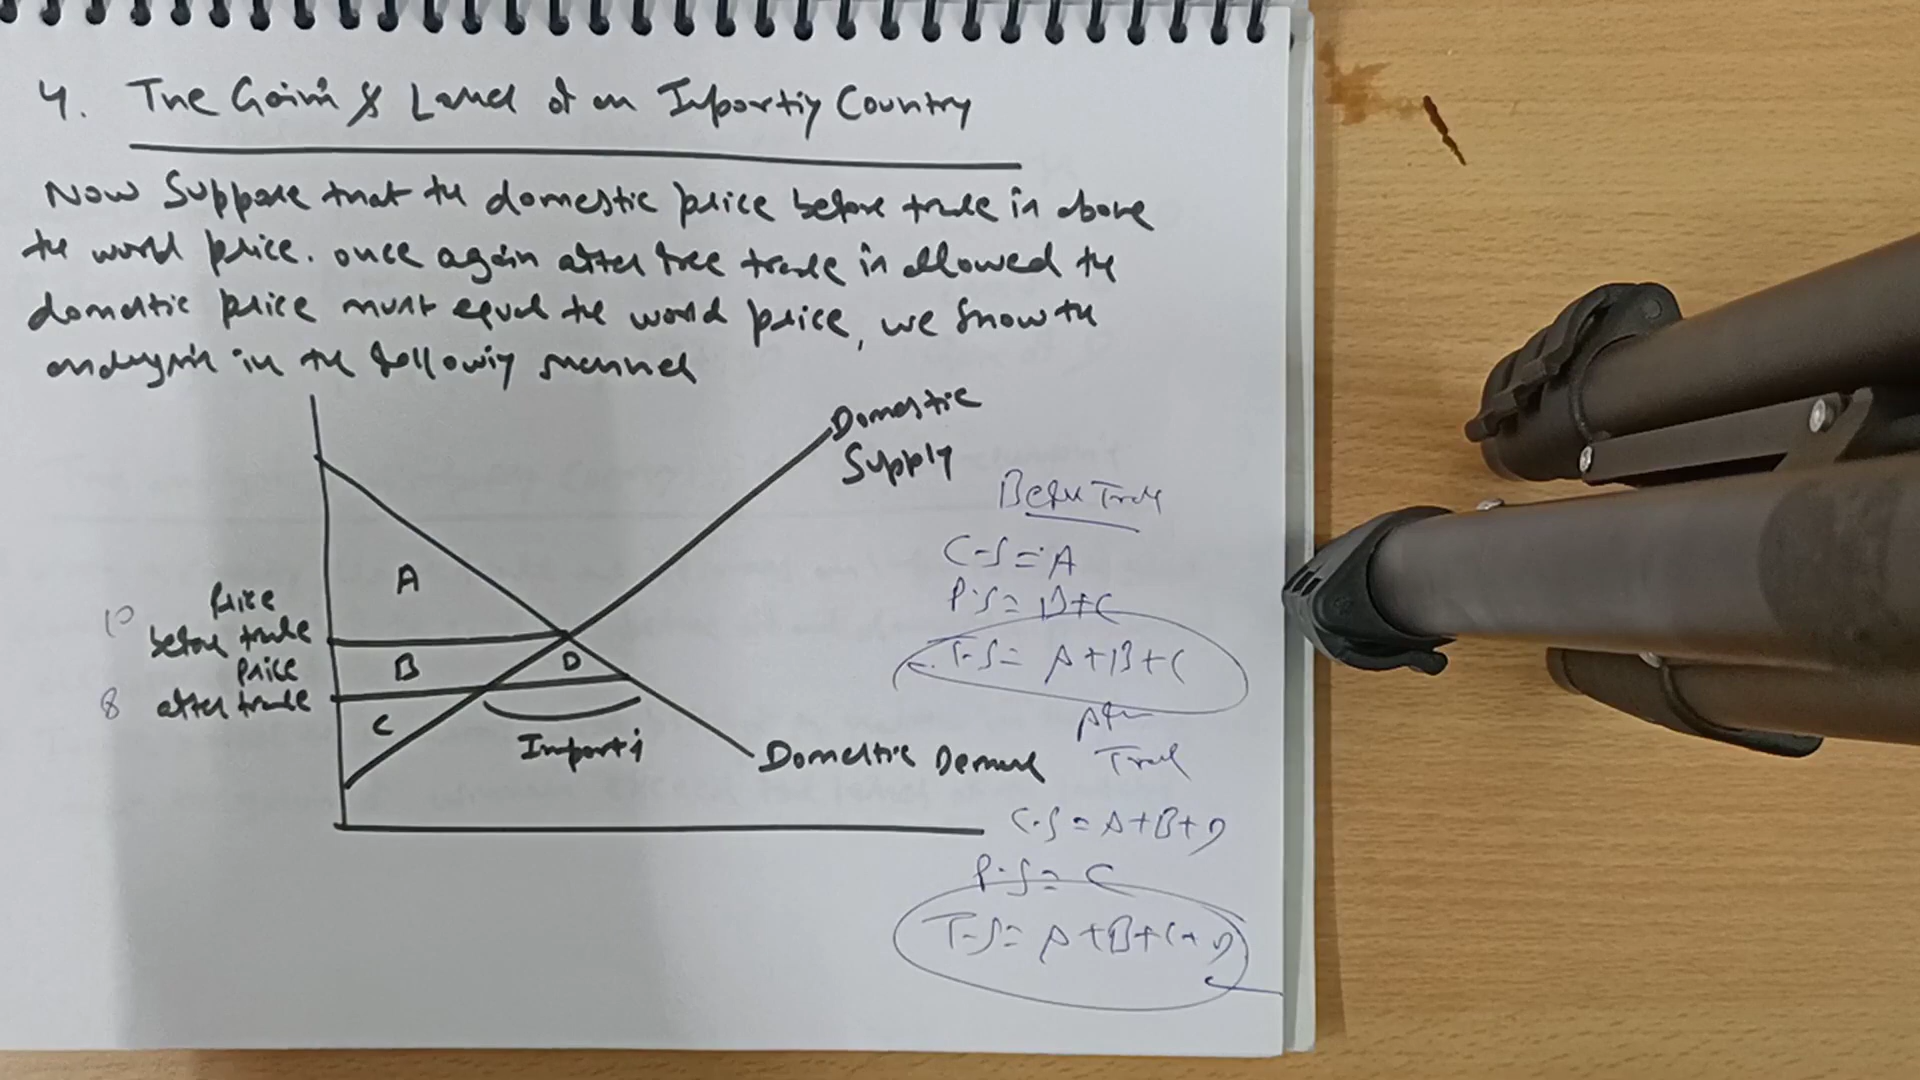 4. The Gains & Losses of an Importing Country
Now suppose that the domestic price before trade is above
the world price. once again after free trade is allowed the
domestic price must equal the world price, we show the
analysis in the following manner
Domestic
Supply
A
10
Price
before trade
B
D
8
Price
after trade
C
Imports
Domestic Demand
Before Trade
C.S = A
P.S = B+C
T.S = A+B+C
After
Trade
C.S = A+B+D
P.S = C
T.S = A+B+C+D